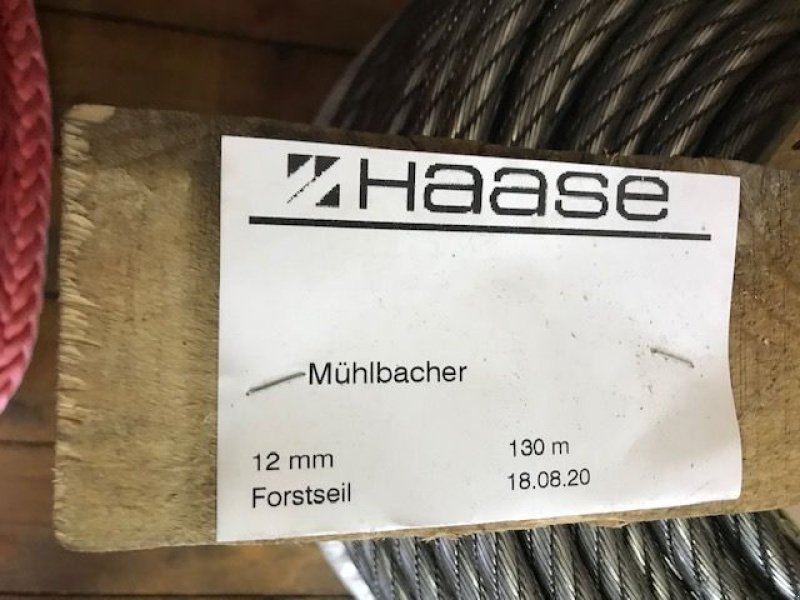 Haase
Mühlbacher
12 mm 130 m
Forstseil 18.08.20